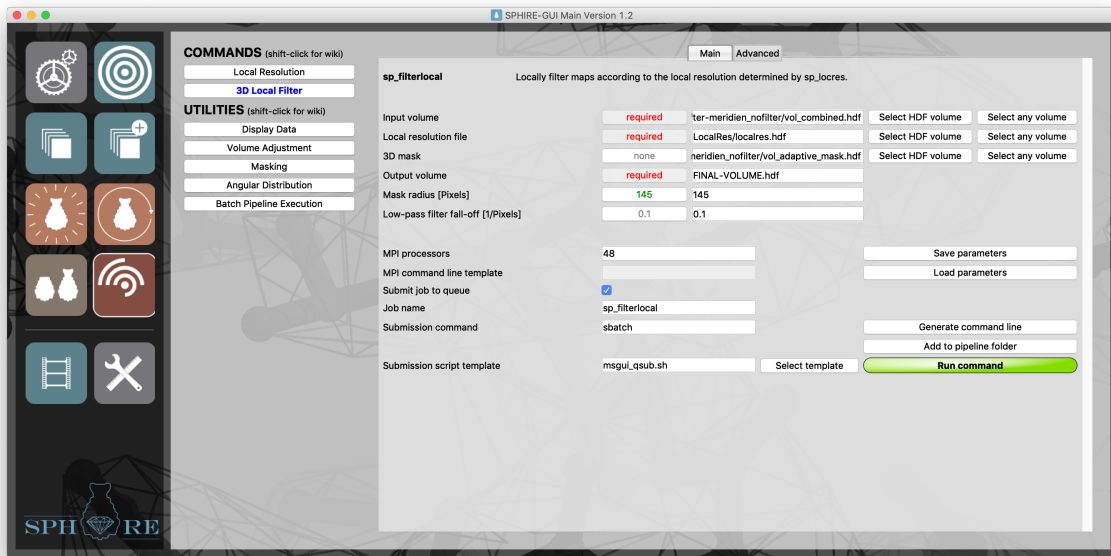 SPHIRE-GUI Main Version 1.2
COMMANDS (shift-click for wiki)
Local Resolution
3D Local Filter
UTILITIES (shift-click for wiki)
Display Data
Volume Adjustment
Masking
Angular Distribution
Batch Pipeline Execution
SPHIRE
Main Advanced
sp_filterlocal Locally filter maps according to the local resolution determined by sp_locres.
Input volume required 'ter-meridien_nofilter/vol_combined.hdf Select HDF volume Select any volume
Local resolution file required LocalRes/localres.hdf Select HDF volume Select any volume
3D mask none neridien_nofilter/vol_adaptive_mask.hdf Select HDF volume Select any volume
Output volume required FINAL-VOLUME.hdf
Mask radius [Pixels] 145 145
Low-pass filter fall-off [1/Pixels] 0.1 0.1
MPI processors 48 Save parameters
MPI command line template Load parameters
Submit job to queue
Job name sp_filterlocal
Submission command sbatch Generate command line
Add to pipeline folder
Submission script template msgui_qsub.sh Select template Run command